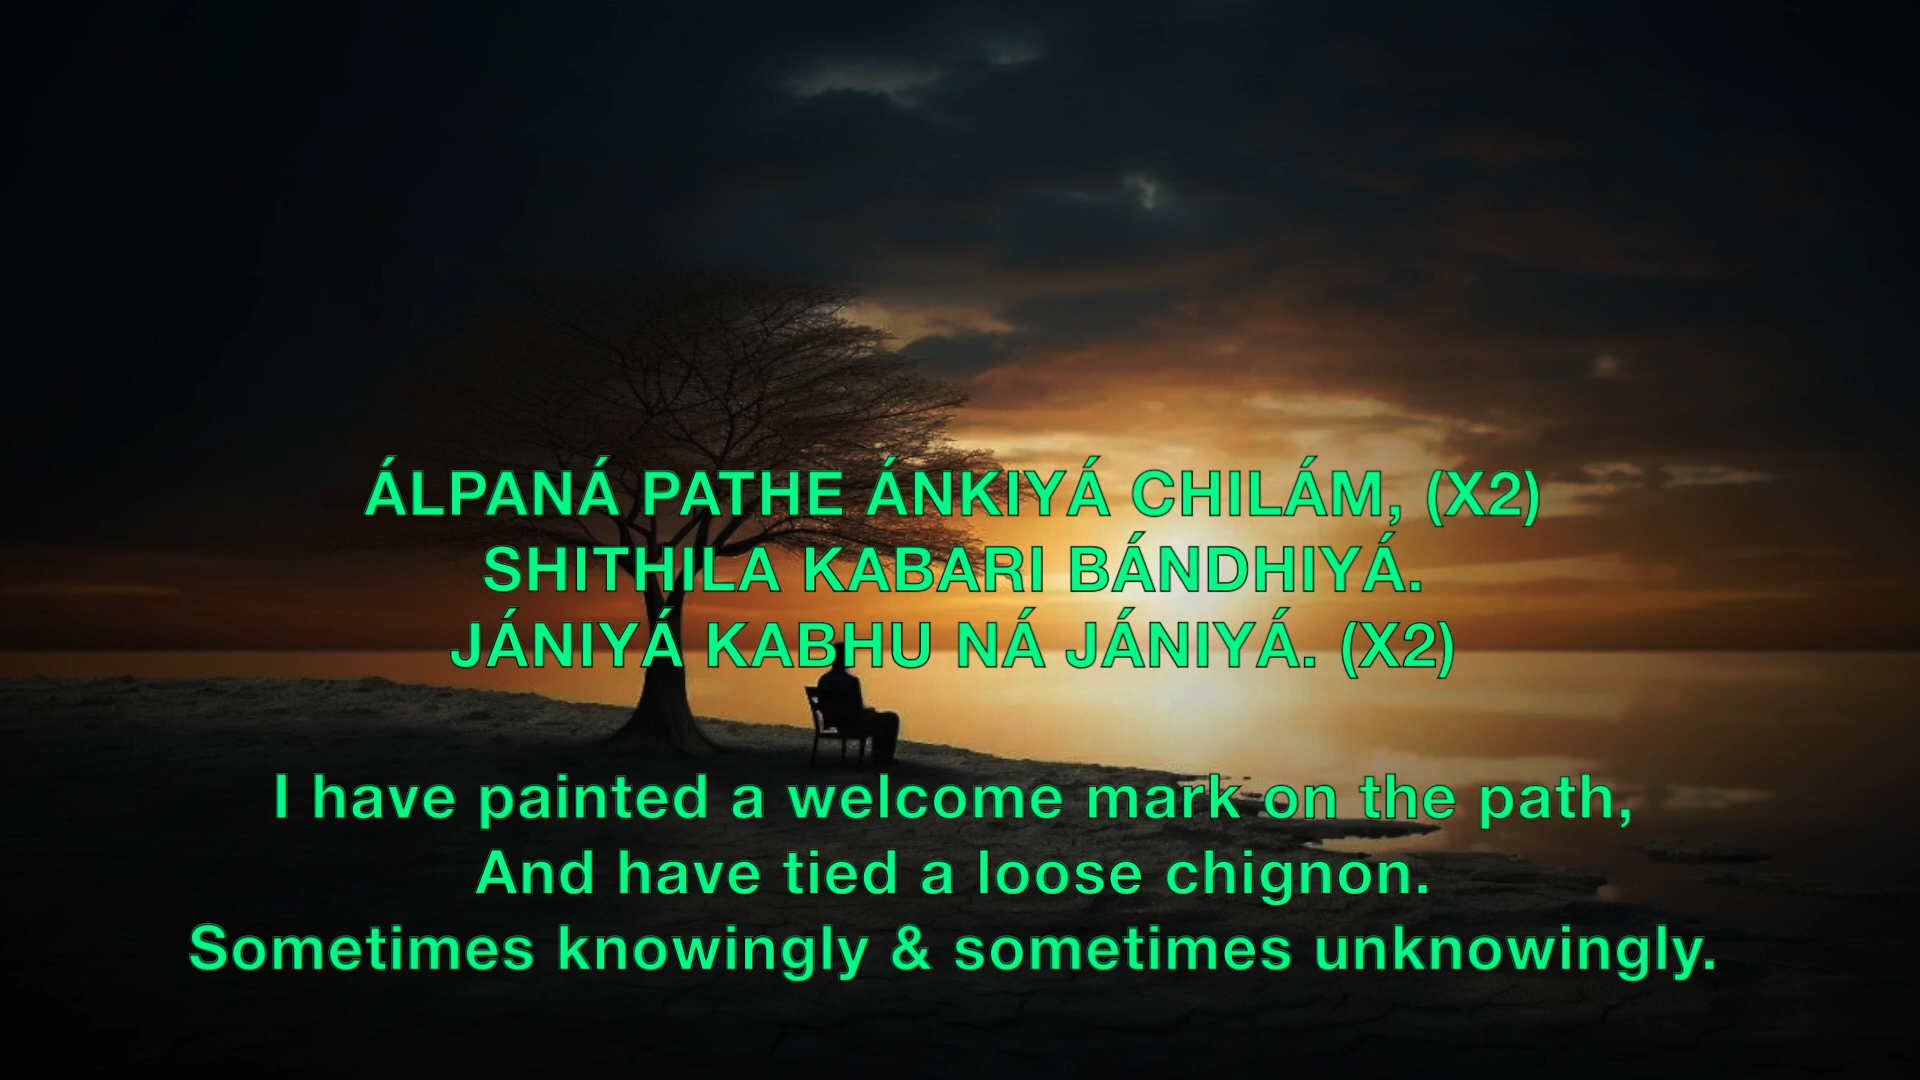 ÁLPANÁ PATHE ÁNKIYÁ CHILÁM, (X2)
SHITHILA KABARI BÁNDHIYÁ.
JÁNIYÁ KABHU NÁ JÁNIYÁ. (X2)
I have painted a welcome mark on the path,
And have tied a loose chignon.
Sometimes knowingly & sometimes unknowingly.